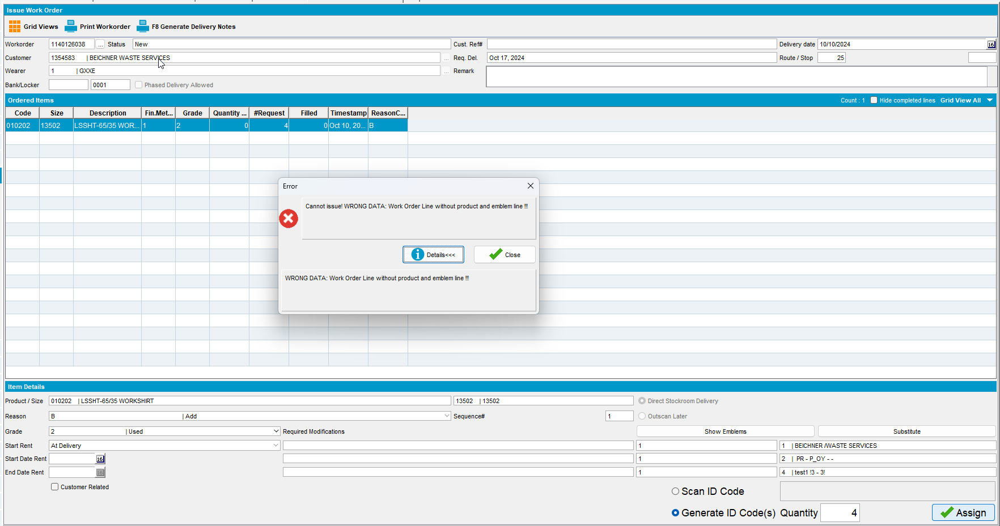 Issue Work Order
Grid Views Print Workorder F8 Generate Delivery Notes
Workorder 1140126038 ... Status New Cust. Ref# Delivery date 10/10/2024 16
Customer 1354583 | BEICHNER WASTE SERVICES ... Req. Del. Oct 17, 2024 Route / Stop 25
Wearer 1 | GXXE ... Remark
Bank/Locker 0001 Phased Delivery Allowed
Ordered Items Count : 1 Hide completed lines Grid View All
Code Size Description Fin.Met... Grade Quantity ... #Request Filled Timestamp ReasonC...
010202 13502 LSSHT-65/35 WOR... 1 2 0 4 0 Oct 10, 20... B
Error
Cannot issue! WRONG DATA: Work Order Line without product and emblem line !!!
Details<<< Close
WRONG DATA: Work Order Line without product and emblem line !!!
Item Details
Product / Size 010202 | LSSHT-65/35 WORKSHIRT 13502 | 13502 Direct Stockroom Delivery
Reason B | Add Sequence# 1 Outscan Later
Grade 2 | Used Required Modifications Show Emblems Substitute
Start Rent At Delivery 1 1 | BEICHNER /WASTE SERVICES
Start Date Rent 16 1 2 | PR - P_OY - -
End Date Rent 16 1 4 | test1 !3 - 3!
Customer Related Scan ID Code
Generate ID Code(s) Quantity 4 Assign